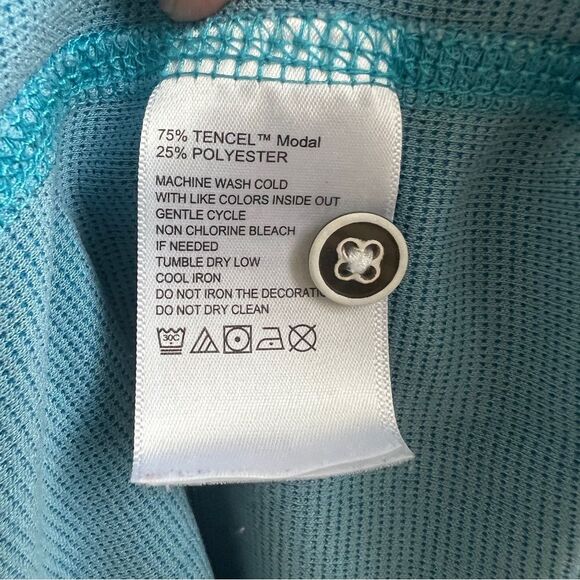 75% TENCEL™ Modal
25% POLYESTER
MACHINE WASH COLD
WITH LIKE COLORS INSIDE OUT
GENTLE CYCLE
NON CHLORINE BLEACH
IF NEEDED
TUMBLE DRY LOW
COOL IRON
DO NOT IRON THE DECORATIO
DO NOT DRY CLEAN
30C